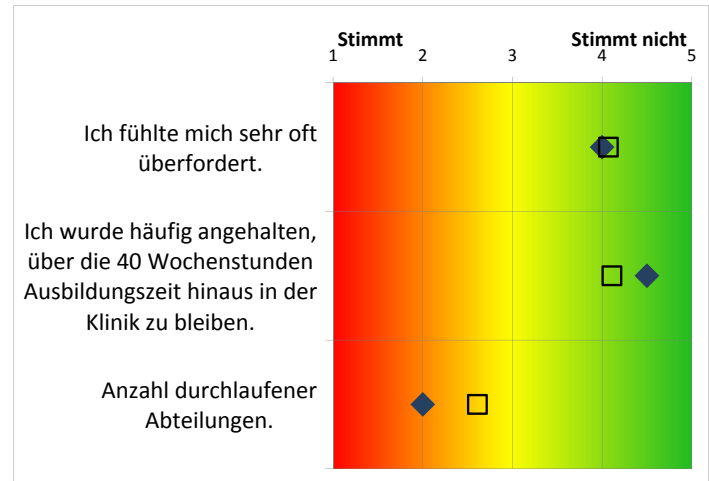 Stimmt Stimmt nicht
1 2 3 4 5
Ich fühlte mich sehr oft
überfordert.
Ich wurde häufig angehalten,
über die 40 Wochenstunden
Ausbildungszeit hinaus in der
Klinik zu bleiben.
Anzahl durchlaufener
Abteilungen.